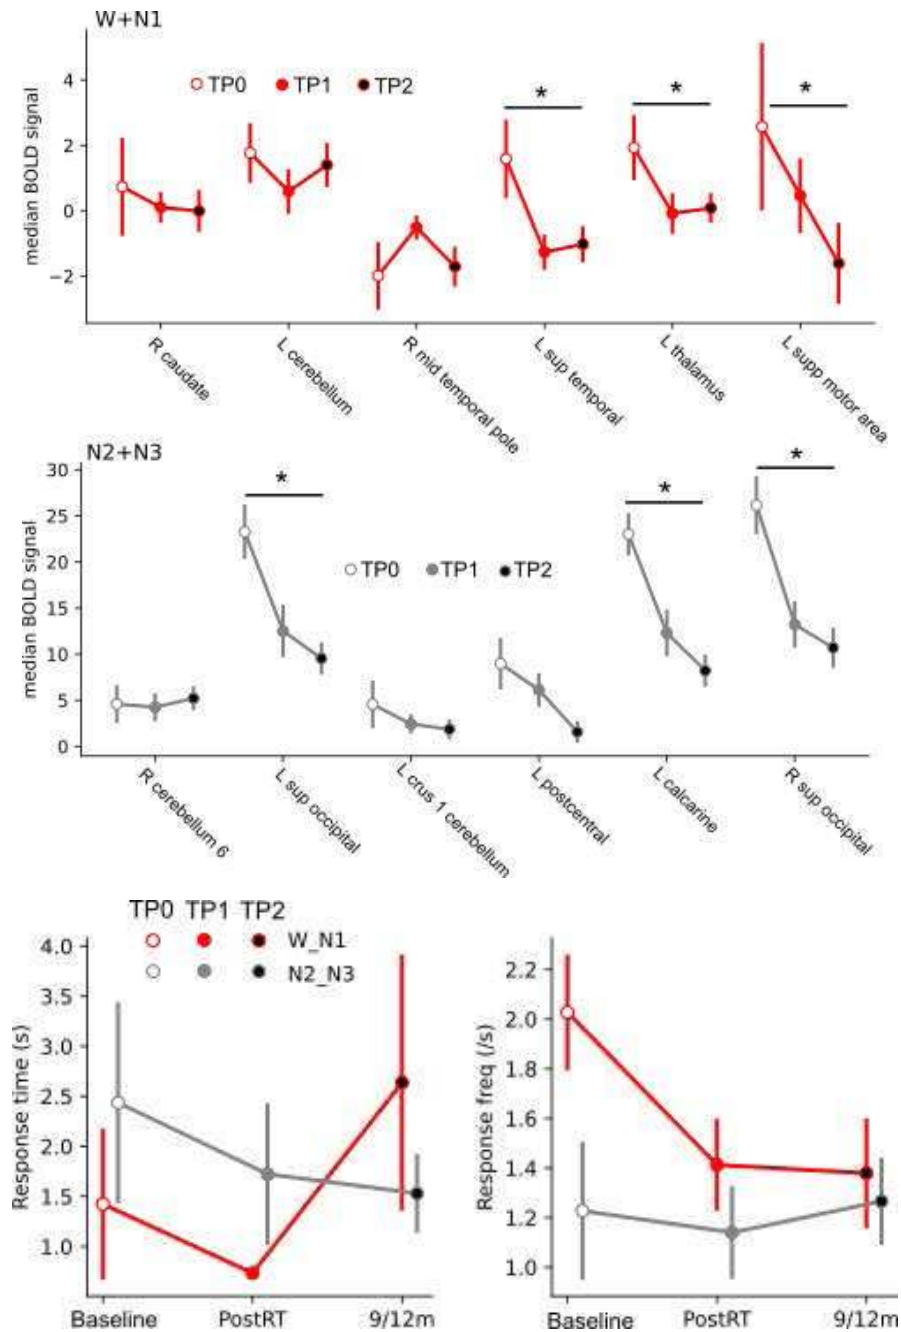 W+N1
median BOLD signal
4
2
0
−2
TP0 TP1 TP2
* * *
R caudate
L cerebellum
R mid temporal pole
L sup temporal
L thalamus
L supp motor area
N2+N3
median BOLD signal
30
25
20
15
10
5
0
* * *
TP0 TP1 TP2
R cerebellum 6
L sup occipital
L crus 1 cerebellum
L postcentral
L calcarine
R sup occipital
TP0 TP1 TP2
W_N1
N2_N3
Response time (s)
4.0
3.5
3.0
2.5
2.0
1.5
1.0
Baseline PostRT 9/12m
Response freq (/s)
2.2
2.0
1.8
1.6
1.4
1.2
1.0
Baseline PostRT 9/12m